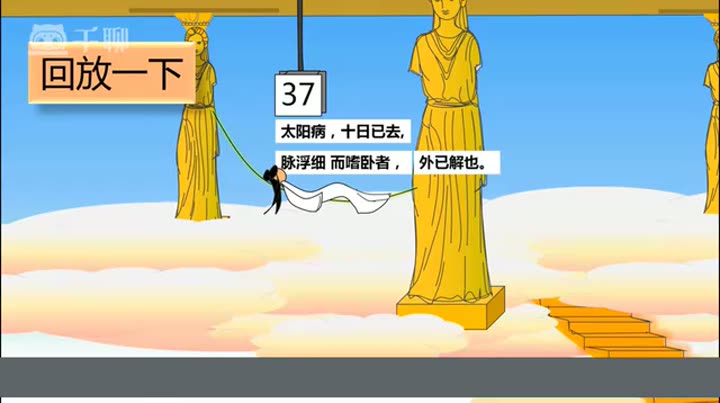 千聊
回放一下
37
太阳病，十日已去,
脉浮细 而嗜卧者， 外已解也。